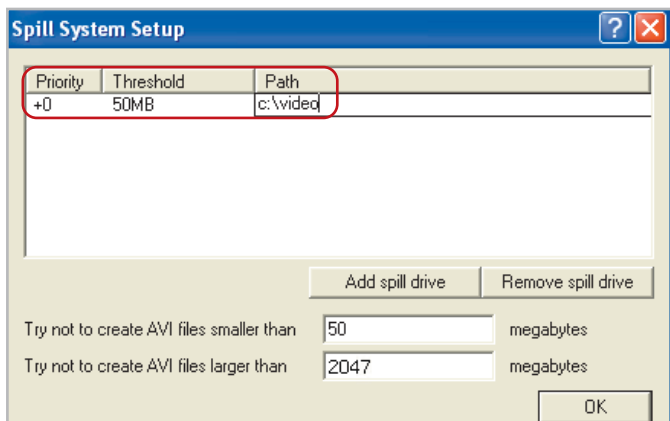 Spill System Setup
Priority Threshold Path
+0 50MB c:\video
Add spill drive Remove spill drive
Try not to create AVI files smaller than 50 megabytes
Try not to create AVI files larger than 2047 megabytes
OK